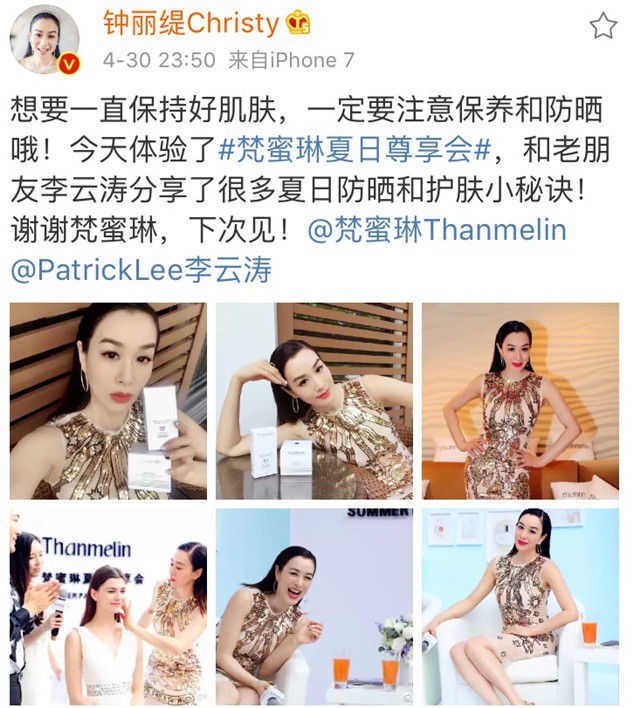 钟丽缇Christy
4-30 23:50 来自iPhone 7
想要一直保持好肌肤，一定要注意保养和防晒
哦！今天体验了#梵蜜琳夏日尊享会#，和老朋
友李云涛分享了很多夏日防晒和护肤小秘诀！
谢谢梵蜜琳，下次见！@梵蜜琳Thanmelin
@PatrickLee李云涛
Thanmelin
梵蜜琳夏日尊享会
SUMMER